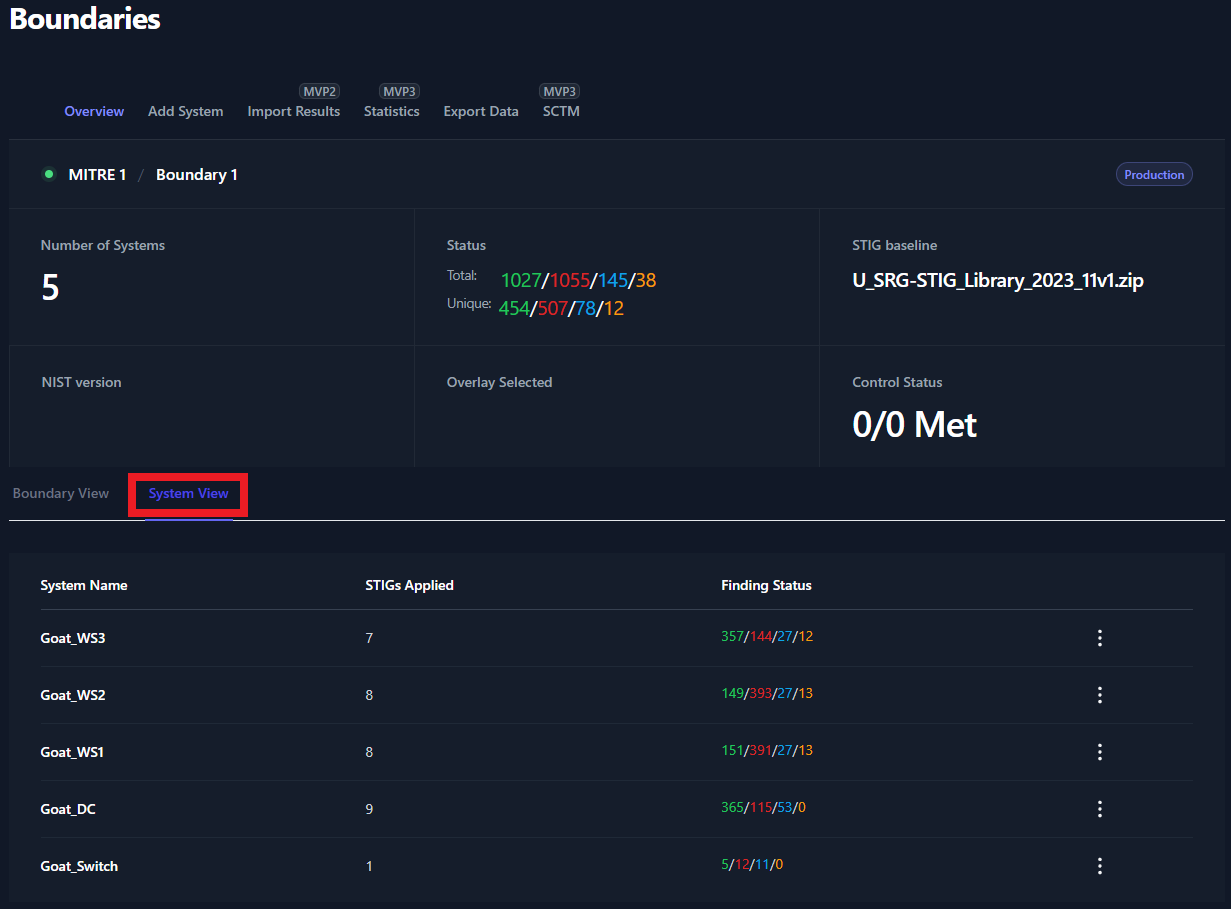 Boundaries
MVP2 MVP3 MVP3
Overview Add System Import Results Statistics Export Data SCTM
MITRE 1 / Boundary 1 Production
Number of Systems Status STIG baseline
5 Total: 1027/1055/145/38 U_SRG-STIG_Library_2023_11v1.zip
Unique: 454/507/78/12
NIST version Overlay Selected Control Status
0/0 Met
Boundary View System View
System Name STIGs Applied Finding Status
Goat_WS3 7 357/144/27/12
Goat_WS2 8 149/393/27/13
Goat_WS1 8 151/391/27/13
Goat_DC 9 365/115/53/0
Goat_Switch 1 5/12/11/0